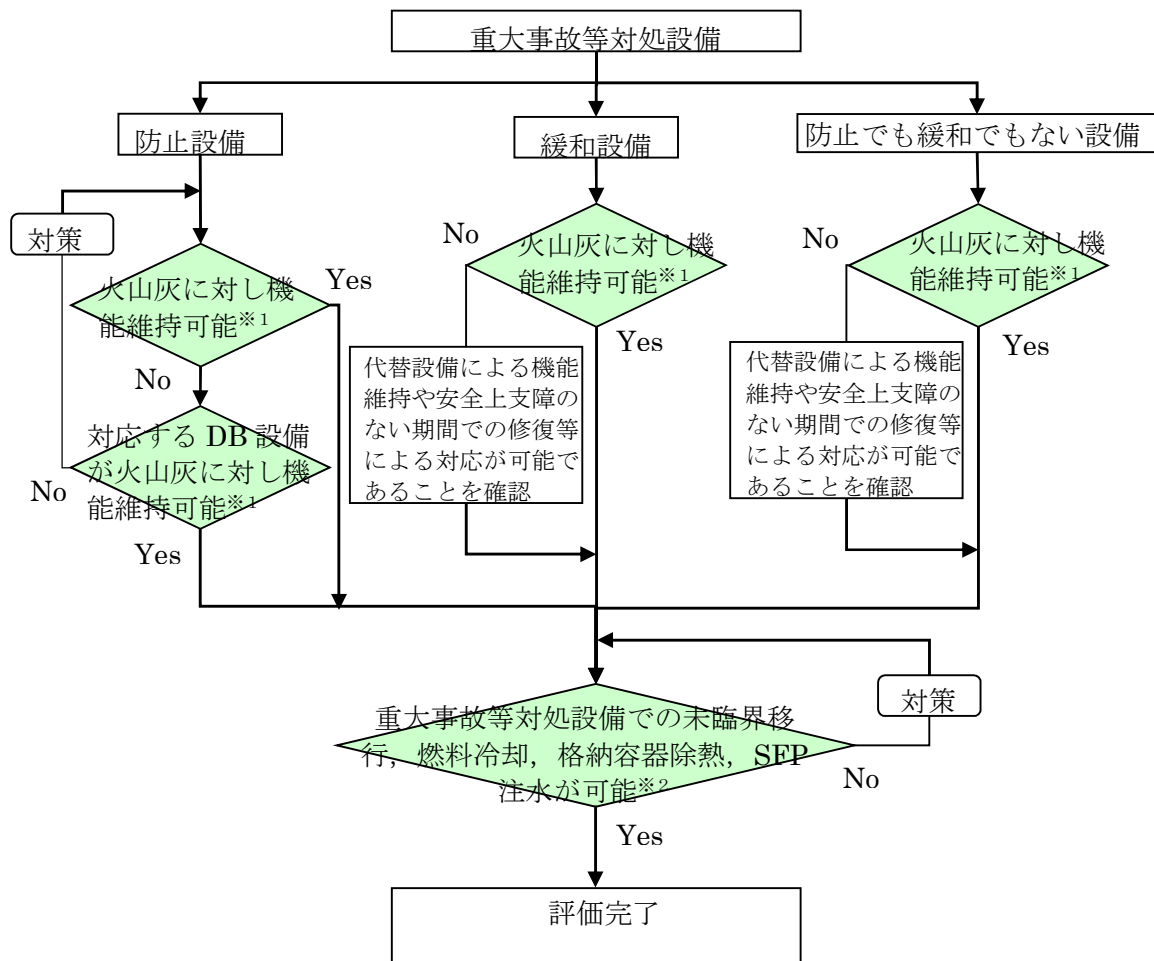 重大事故等対処設備
防止設備
緩和設備
防止でも緩和でもない設備
対策
火山灰に対し機
能維持可能※1
Yes
No
対応する DB 設備
が火山灰に対し機
能維持可能※1
No
Yes
No
火山灰に対し機
能維持可能※1
Yes
代替設備による機能
維持や安全上支障の
ない期間での修復等
による対応が可能で
あることを確認
No
火山灰に対し機
能維持可能※1
Yes
代替設備による機能
維持や安全上支障の
ない期間での修復等
による対応が可能で
あることを確認
対策
重大事故等対処設備での未臨界移
行，燃料冷却，格納容器除熱，SFP
注水が可能※2
No
Yes
評価完了